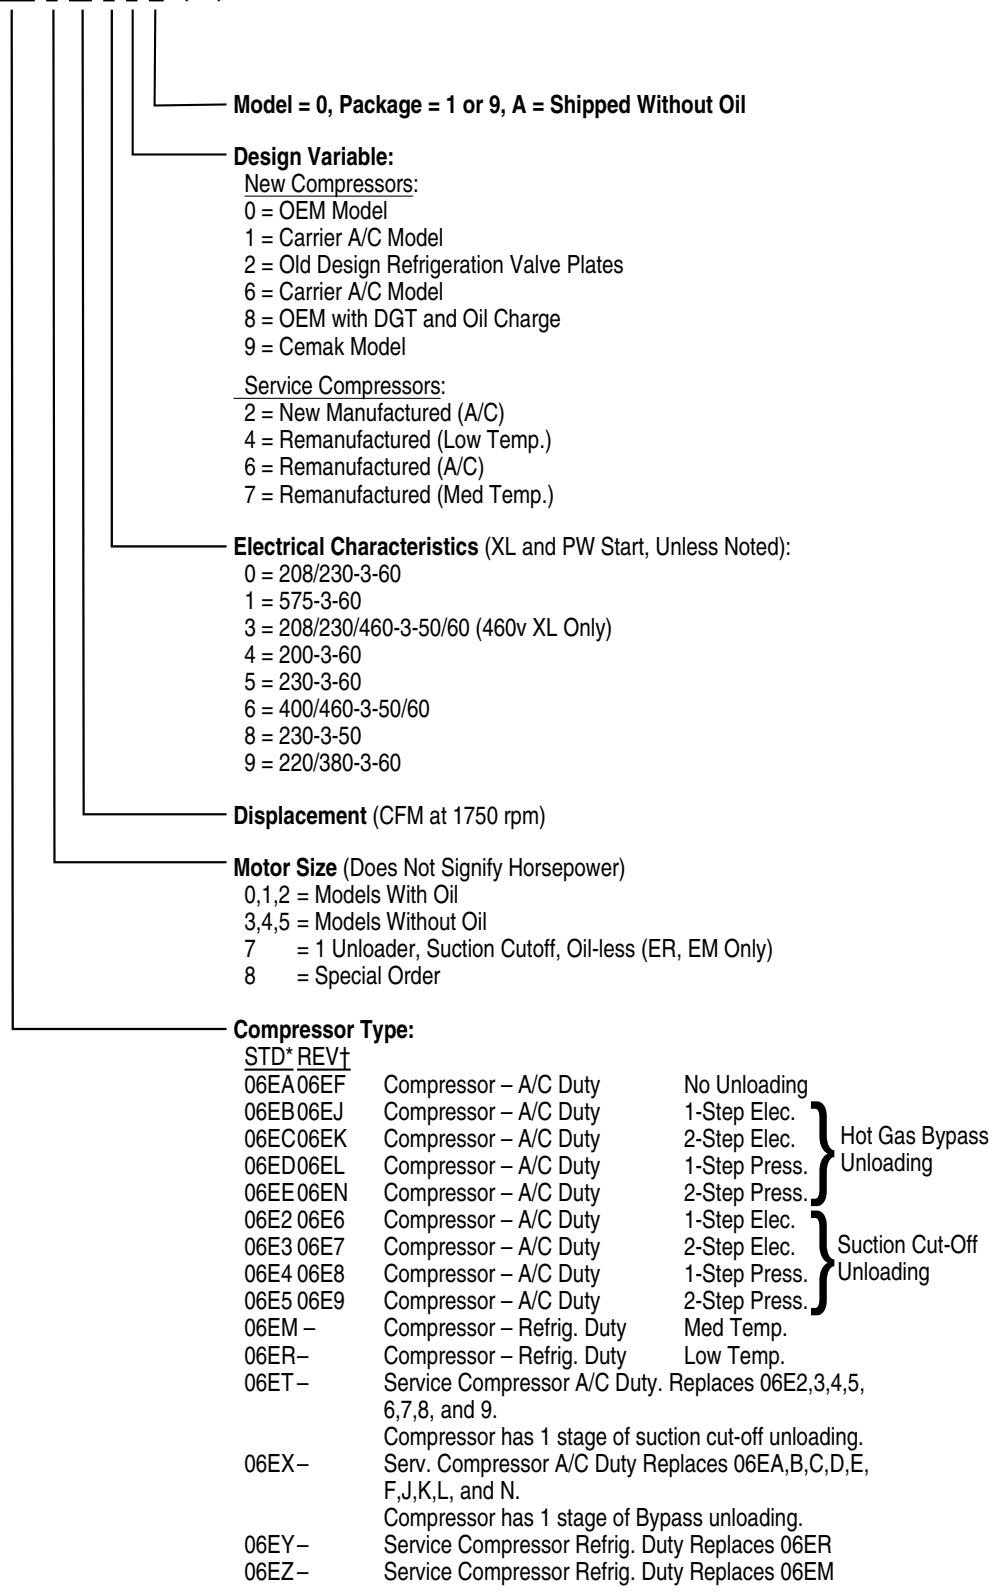 Model = 0, Package = 1 or 9, A = Shipped Without Oil
Design Variable:
New Compressors:
0 = OEM Model
1 = Carrier A/C Model
2 = Old Design Refrigeration Valve Plates
6 = Carrier A/C Model
8 = OEM with DGT and Oil Charge
9 = Cemak Model
Service Compressors:
2 = New Manufactured (A/C)
4 = Remanufactured (Low Temp.)
6 = Remanufactured (A/C)
7 = Remanufactured (Med Temp.)
Electrical Characteristics (XL and PW Start, Unless Noted):
0 = 208/230-3-60
1 = 575-3-60
3 = 208/230/460-3-50/60 (460v XL Only)
4 = 200-3-60
5 = 230-3-60
6 = 400/460-3-50/60
8 = 230-3-50
9 = 220/380-3-60
Displacement (CFM at 1750 rpm)
Motor Size (Does Not Signify Horsepower)
0,1,2 = Models With Oil
3,4,5 = Models Without Oil
7 = 1 Unloader, Suction Cutoff, Oil-less (ER, EM Only)
8 = Special Order
Compressor Type:
STD* REV†
06EA 06EF Compressor – A/C Duty No Unloading
06EB 06EJ Compressor – A/C Duty 1-Step Elec.
06EC 06EK Compressor – A/C Duty 2-Step Elec.
06ED 06EL Compressor – A/C Duty 1-Step Press.
06EE 06EN Compressor – A/C Duty 2-Step Press.
Hot Gas Bypass
Unloading
06E2 06E6 Compressor – A/C Duty 1-Step Elec.
06E3 06E7 Compressor – A/C Duty 2-Step Elec.
06E4 06E8 Compressor – A/C Duty 1-Step Press.
06E5 06E9 Compressor – A/C Duty 2-Step Press.
Suction Cut-Off
Unloading
06EM – Compressor – Refrig. Duty Med Temp.
06ER – Compressor – Refrig. Duty Low Temp.
06ET – Service Compressor A/C Duty. Replaces 06E2,3,4,5,
6,7,8, and 9.
Compressor has 1 stage of suction cut-off unloading.
06EX – Serv. Compressor A/C Duty Replaces 06EA,B,C,D,E,
F,J,K,L, and N.
Compressor has 1 stage of Bypass unloading.
06EY – Service Compressor Refrig. Duty Replaces 06ER
06EZ – Service Compressor Refrig. Duty Replaces 06EM